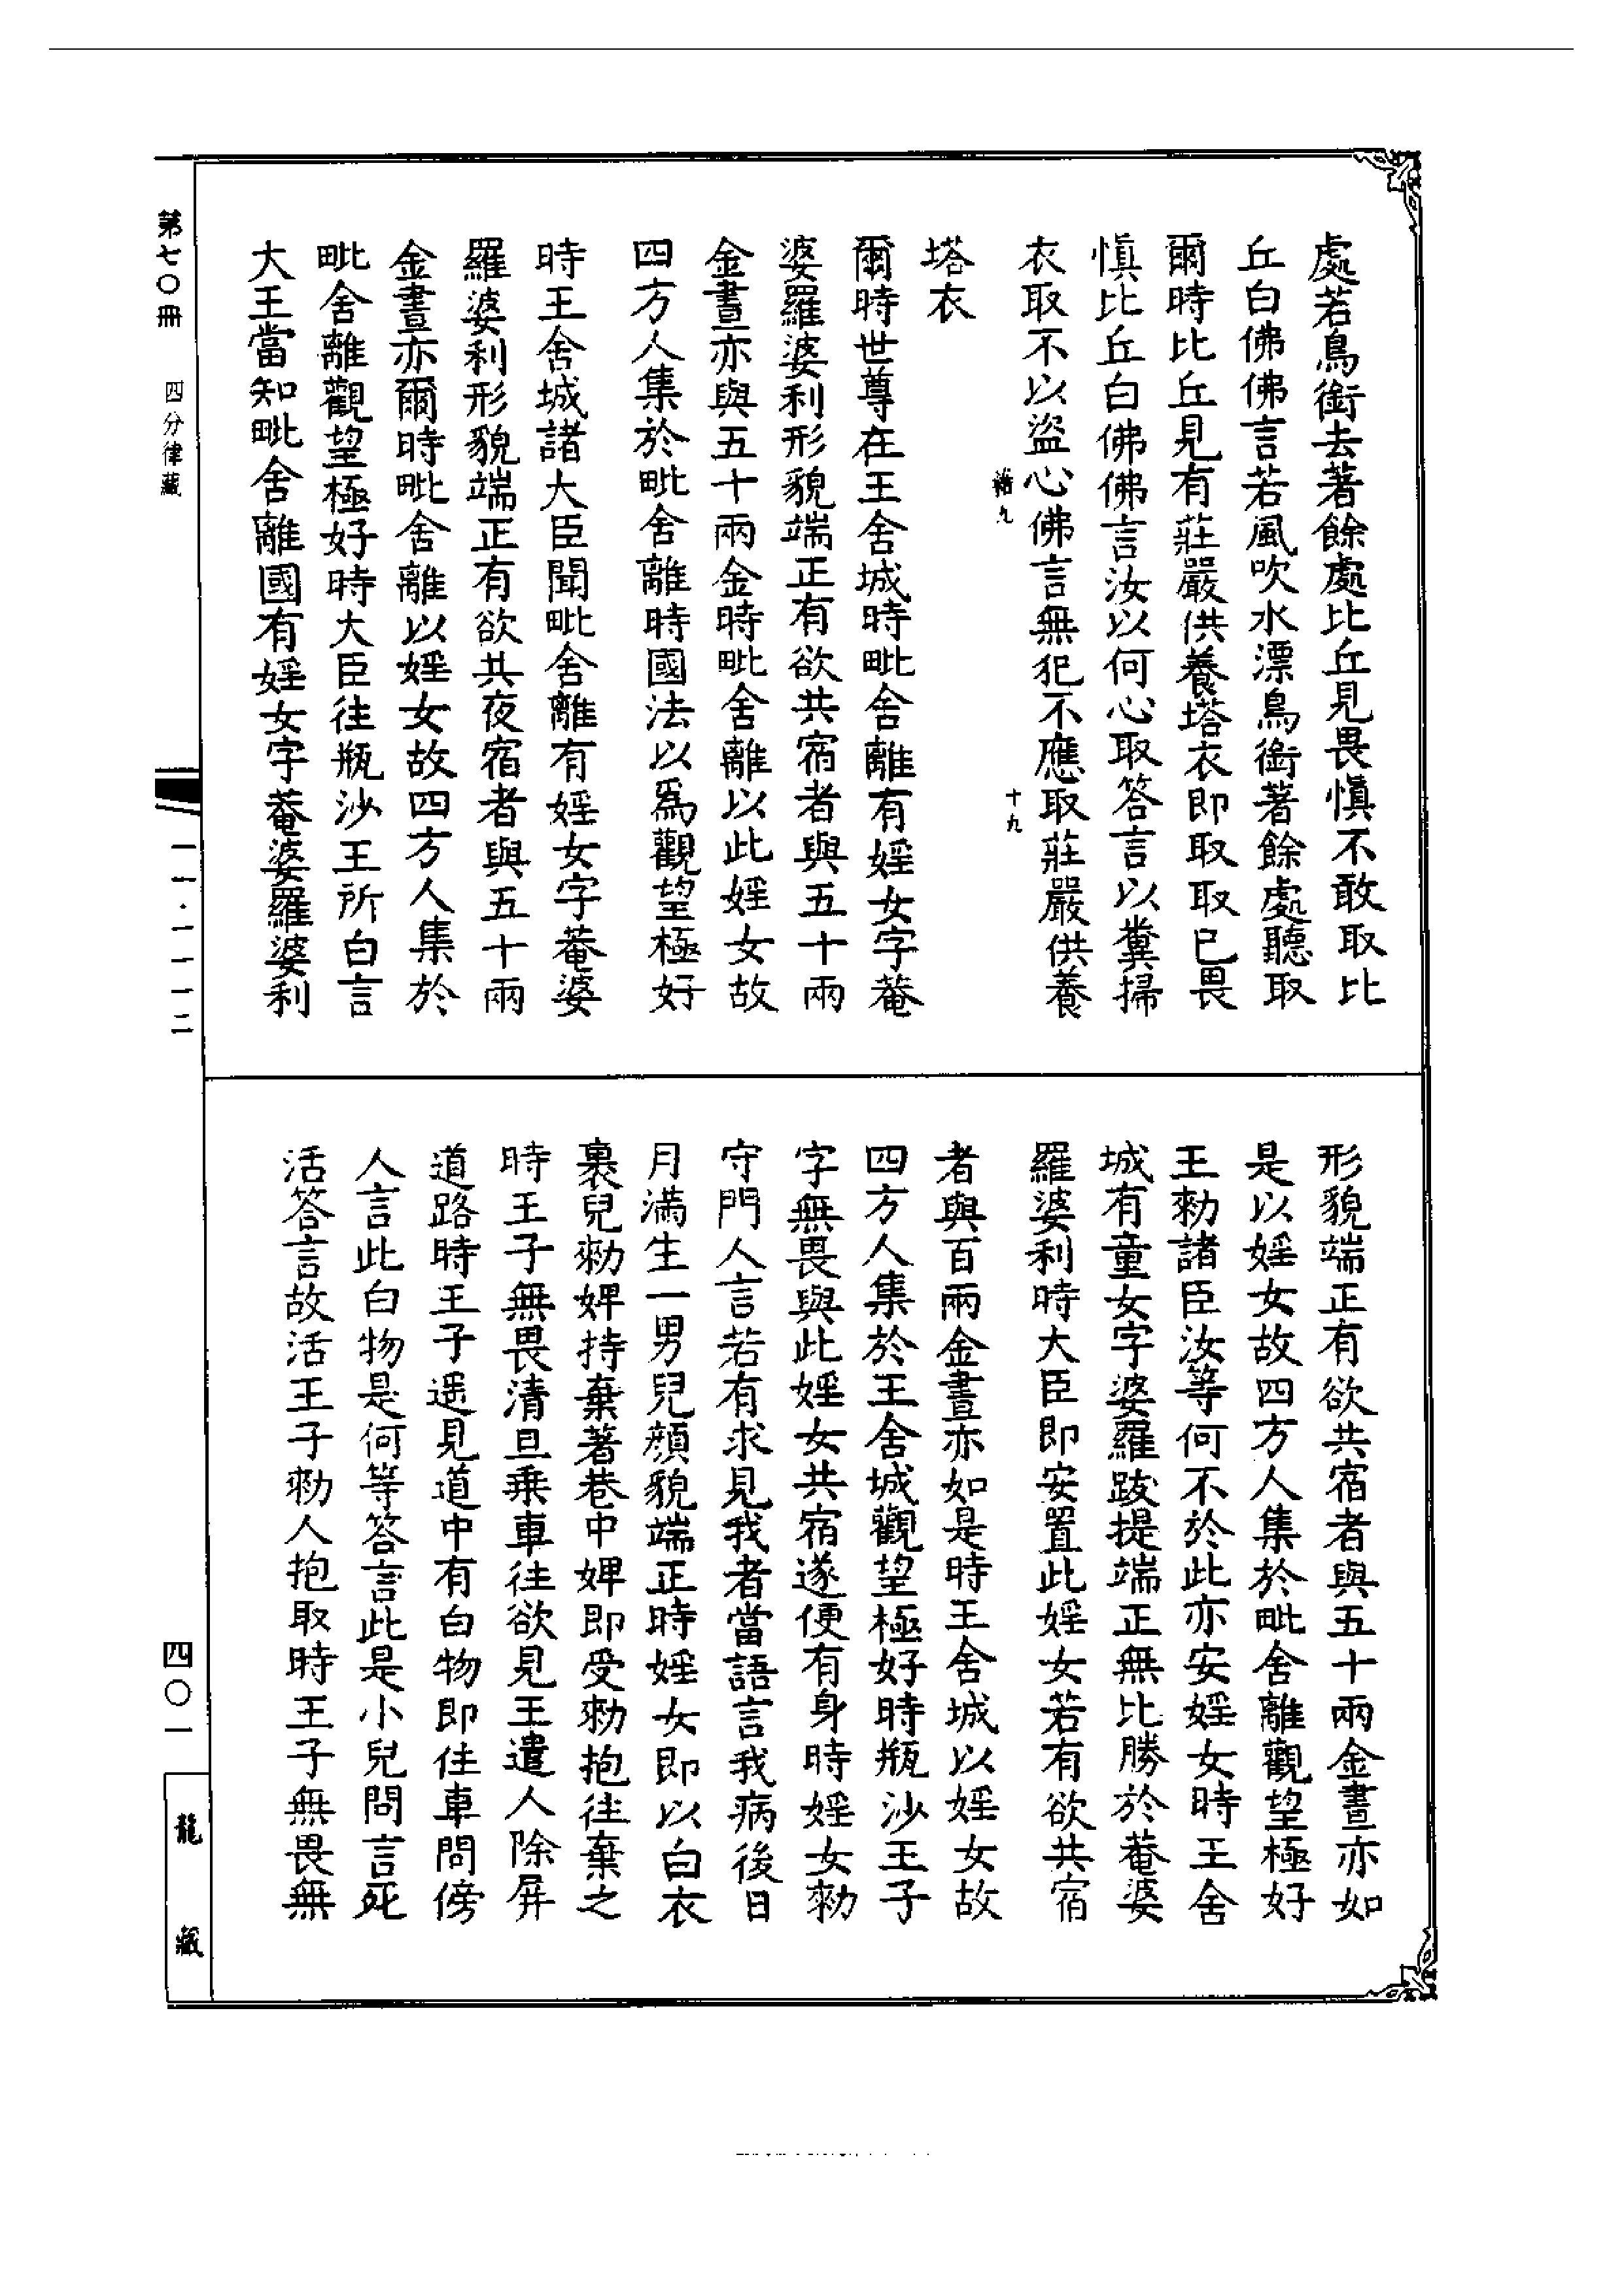 處若鳥銜去著餘處比丘見畏慎不敢取比
丘白佛佛言若風吹水漂鳥銜著餘處聽取
爾時比丘見有莊嚴供養塔衣即取取已畏
慎比丘白佛佛言汝以何心取答言以糞掃
衣取不以盜心佛言無犯不應取莊嚴供養
十九
塔衣
爾時世尊在王舍城時毗舍離有婬女字菴
婆羅婆利形貌端正有欲共宿者與五十兩
金晝亦與五十兩金時毗舍離以此婬女故
四方人集於毗舍離時國法以為觀望極好
時王舍城諸大臣聞毗舍離有婬女字菴婆
羅婆利形貌端正有欲共夜宿者與五十兩
金晝亦爾時毗舍離以婬女故四方人集於
毗舍離觀望極好時大臣往瓶沙王所白言
大王當知毗舍離國有婬女字菴婆羅婆利
形貌端正有欲共宿者與五十兩金晝亦如
是以婬女故四方人集於毗舍離觀望極好
王勑諸臣汝等何不於此亦安婬女時王舍
城有童女字婆羅跋提端正無比勝於菴婆
羅婆利時大臣即安置此婬女若有欲共宿
者與百兩金晝亦如是時王舍城以婬女故
四方人集於王舍城觀望極好時瓶沙王子
字無畏與此婬女共宿遂便有身時婬女勑
守門人言若有求見我者當語言我病後日
月滿生一男兒顏貌端正時婬女即以白衣
裹兒勑婢持棄著巷中婢即受勑抱往棄之
時王子無畏清旦乘車往欲見王遣人除屏
道路時王子遥見道中有白物即住車問傍
人言此白物是何等答言此是小兒問言死
活答言故活王子勑人抱取時王子無畏無
第七〇冊
四分律藏
一一·一一一二
四〇一
龍藏